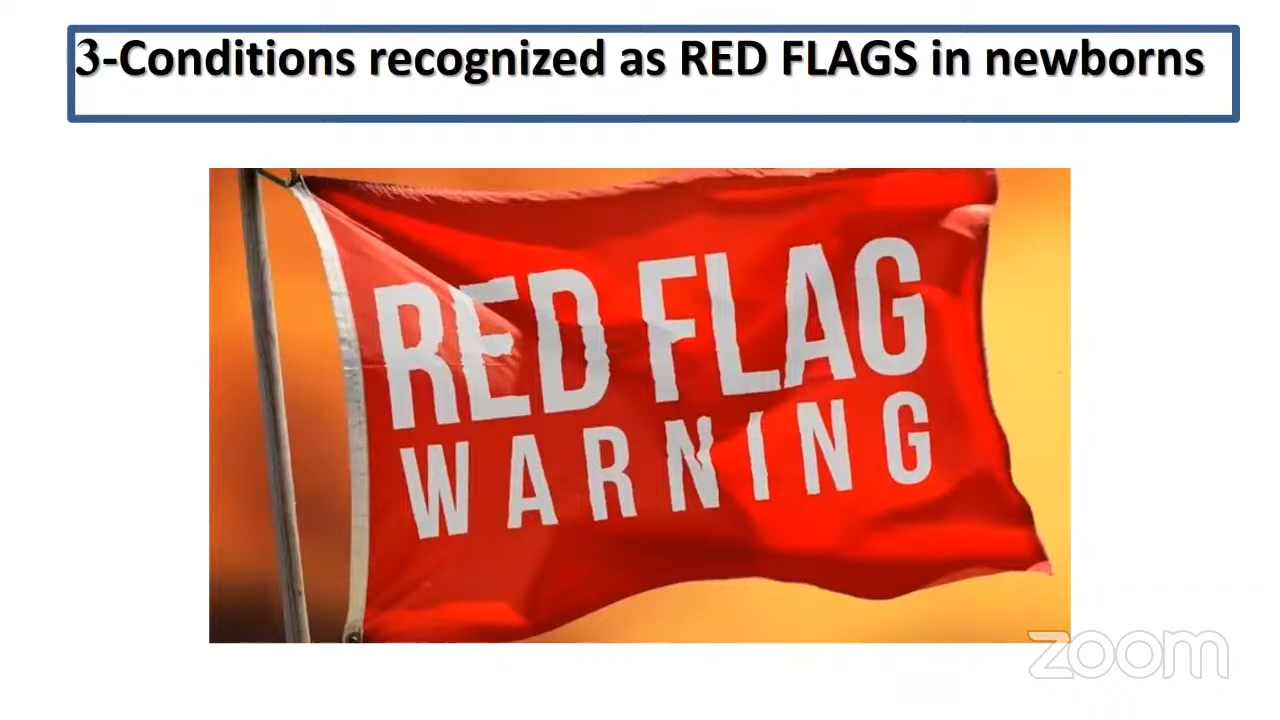 3-Conditions recognized as RED FLAGS in newborns
RED FLAG
WARNING
zoom